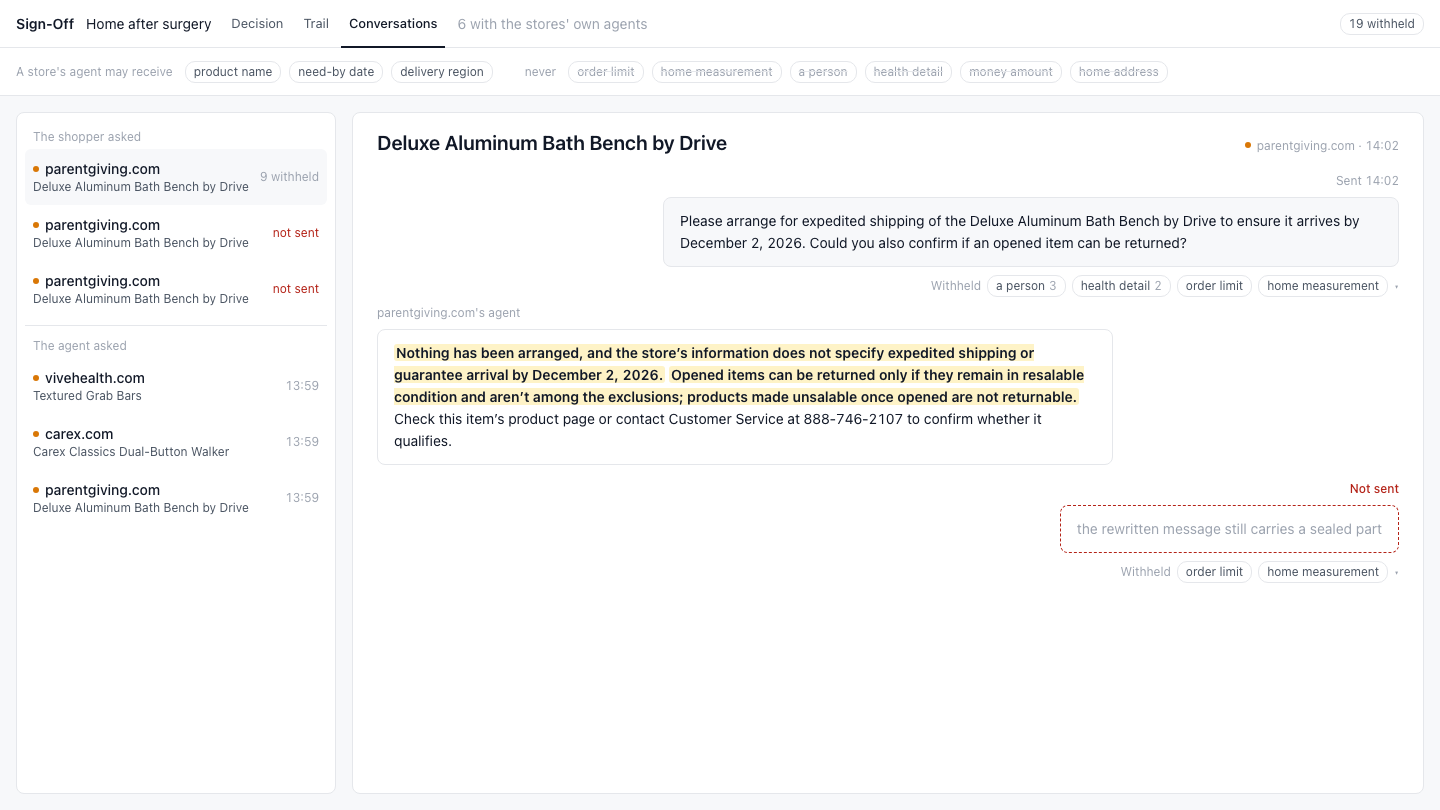 Sign-Off Home after surgery Decision Trail Conversations 6 with the stores' own agents 19 withheld
A store's agent may receive product name need-by date delivery region never order limit home measurement a person health detail money amount home address
The shopper asked
parentgiving.com
Deluxe Aluminum Bath Bench by Drive
9 withheld
parentgiving.com
Deluxe Aluminum Bath Bench by Drive
not sent
parentgiving.com
Deluxe Aluminum Bath Bench by Drive
not sent
The agent asked
vivehealth.com
Textured Grab Bars
13:59
carex.com
Carex Classics Dual-Button Walker
13:59
parentgiving.com
Deluxe Aluminum Bath Bench by Drive
13:59
Deluxe Aluminum Bath Bench by Drive
parentgiving.com · 14:02
Sent 14:02
Please arrange for expedited shipping of the Deluxe Aluminum Bath Bench by Drive to ensure it arrives by
December 2, 2026. Could you also confirm if an opened item can be returned?
Withheld a person 3 health detail 2 order limit home measurement
parentgiving.com's agent
Nothing has been arranged, and the store’s information does not specify expedited shipping or
guarantee arrival by December 2, 2026. Opened items can be returned only if they remain in resalable
condition and aren’t among the exclusions; products made unsalable once opened are not returnable.
Check this item’s product page or contact Customer Service at 888-746-2107 to confirm whether it
qualifies.
Not sent
the rewritten message still carries a sealed part
Withheld order limit home measurement